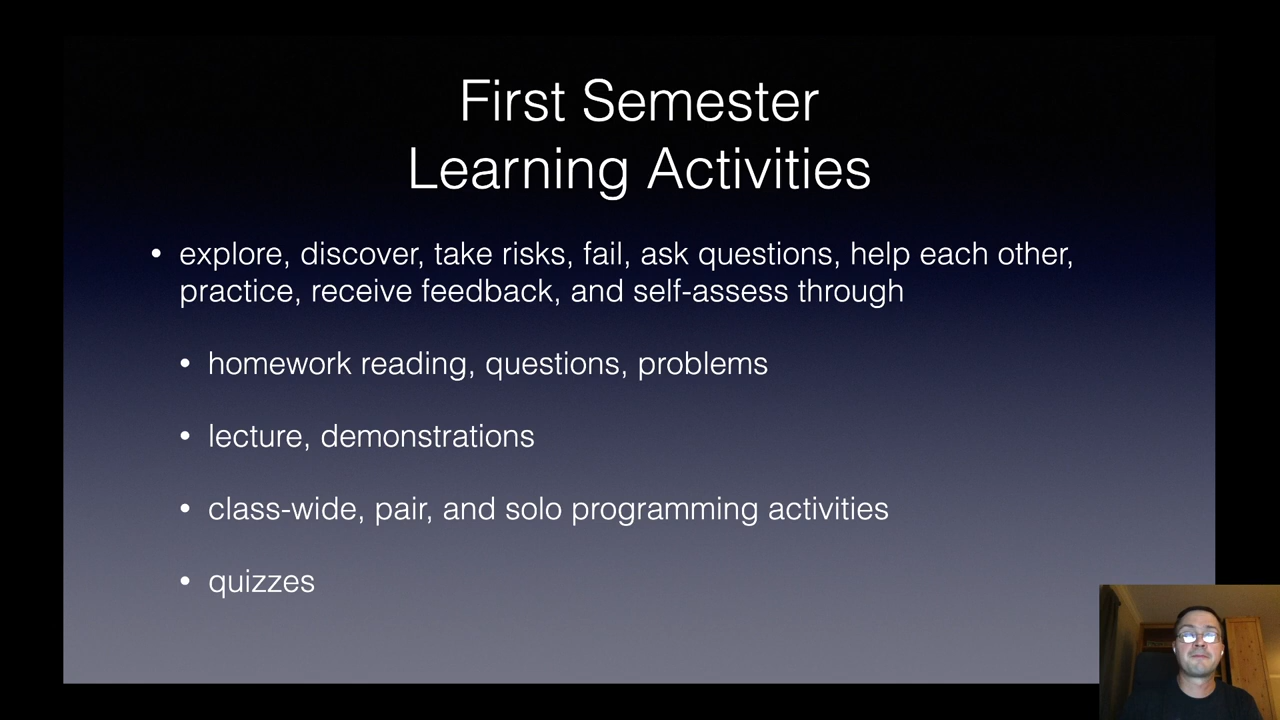 First Semester
Learning Activities
• explore, discover, take risks, fail, ask questions, help each other,
practice, receive feedback, and self-assess through
• homework reading, questions, problems
• lecture, demonstrations
• class-wide, pair, and solo programming activities
• quizzes